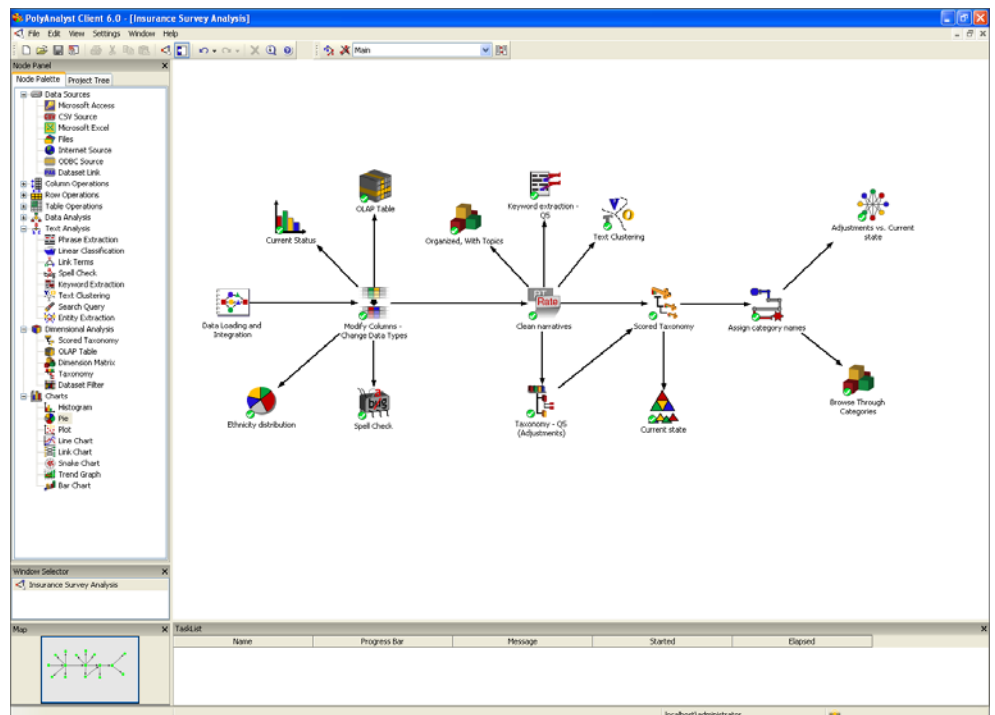 PolyAnalyst Client 6.0 - [Insurance Survey Analysis]
File Edit View Settings Window Help
Main
Node Panel
Node Palette Project Tree
Data Sources
Microsoft Access
CSV Source
Microsoft Excel
Files
Internet Source
ODBC Source
Dataset Link
Column Operations
Row Operations
Table Operations
Data Analysis
Text Analysis
Phrase Extraction
Linear Classification
Link Terms
Spell Check
Keyword Extraction
Text Clustering
Search Query
Entity Extraction
Dimensional Analysis
Scored Taxonomy
OLAP Table
Dimension Matrix
Taxonomy
Dataset Filter
Charts
Histogram
Pie
Plot
Line Chart
Link Chart
Snake Chart
Trend Graph
Bar Chart
OLAP Table
Keyword extraction -
QS
Current Status
Organized, With Topics
Text Clustering
Adjustments vs. Current
state
Data Loading and
Integration
Modify Columns -
Change Data Types
Rate
Clean narratives
Scored Taxonomy
Assign category names
Ethnicity distribution
Spell Check
Taxonomy - QS
(Adjustments)
Current state
Browse Through
Categories
Window Selector
Insurance Survey Analysis
Map
TaskList
Name Progress Bar Message Started Elapsed
localhost\administrator